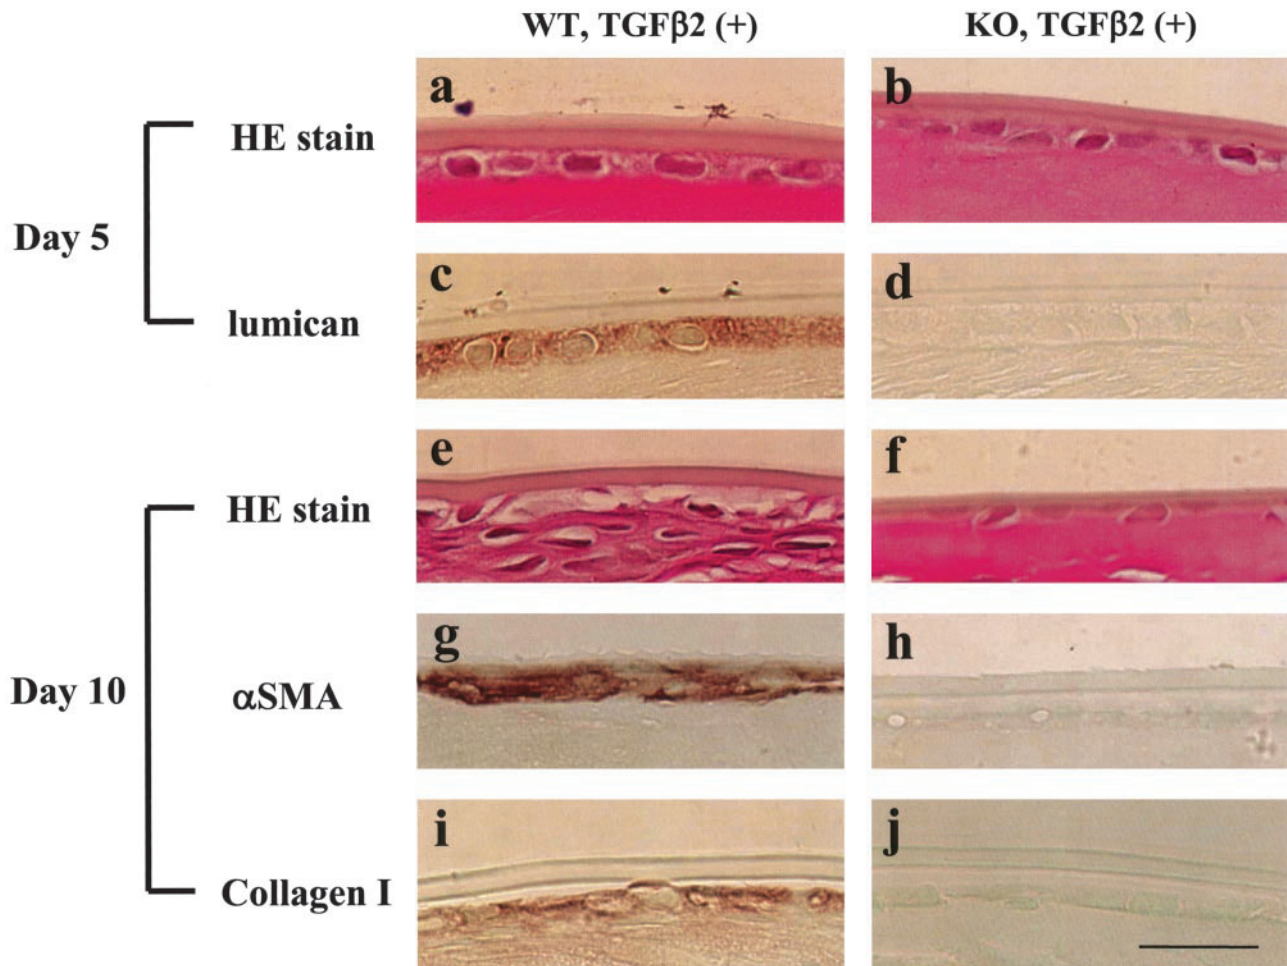 WT, TGFβ2 (+) KO, TGFβ2 (+)
a b
HE stain
Day 5
c d
lumican
e f
HE stain
g h
Day 10 αSMA
i j
Collagen I